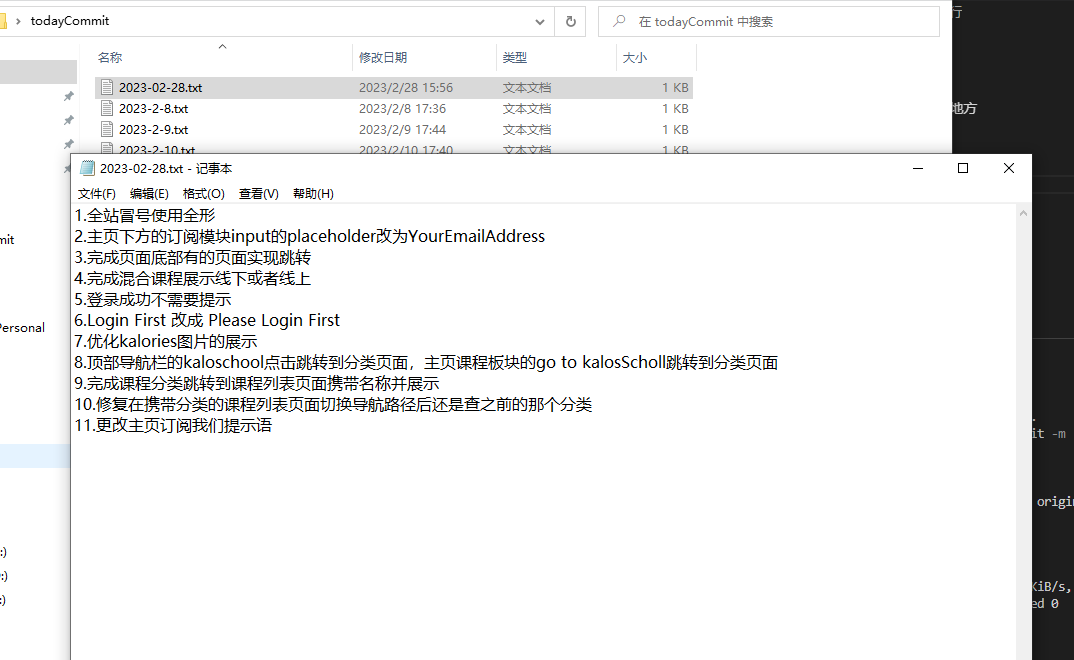 todayCommit
在 todayCommit 中搜索
行
名称 修改日期 类型 大小
2023-02-28.txt 2023/2/28 15:56 文本文档 1 KB
2023-2-8.txt 2023/2/8 17:36 文本文档 1 KB
地方
2023-2-9.txt 2023/2/9 17:44 文本文档 1 KB
2023-2-10.txt 2023/2/10 17:40 文本文档 1 KB
2023-02-28.txt - 记事本
文件(F) 编辑(E) 格式(O) 查看(V) 帮助(H)
1.全站冒号使用全形
2.主页下方的订阅模块input的placeholder改为YourEmailAddress
mit
3.完成页面底部有的页面实现跳转
4.完成混合课程展示线下或者线上
5.登录成功不需要提示
6.Login First 改成 Please Login First
Personal
7.优化kalories图片的展示
8.顶部导航栏的kaloschool点击跳转到分类页面，主页课程板块的go to kalosScholl跳转到分类页面
9.完成课程分类跳转到课程列表页面携带名称并展示
10.修复在携带分类的课程列表页面切换导航路径后还是查之前的那个分类
11.更改主页订阅我们提示语
it -m
origin
:)
:)
KiB/s,
:)
ed 0